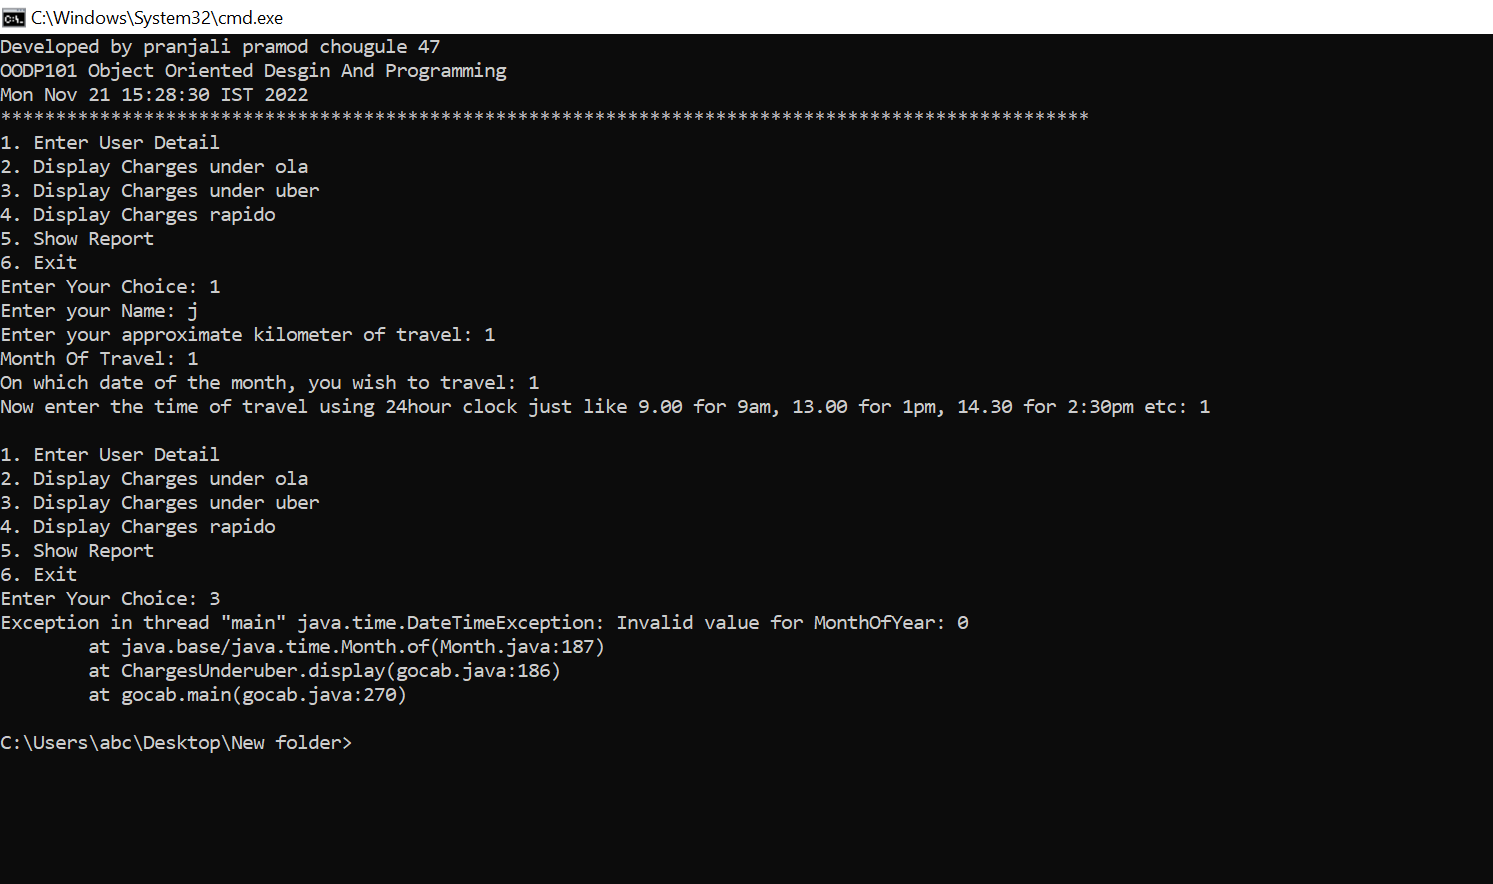 C:\Windows\System32\cmd.exe
Developed by pranjali pramod chougule 47
OODP101 Object Oriented Desgin And Programming
Mon Nov 21 15:28:30 IST 2022
***************************************************************************************************
1. Enter User Detail
2. Display Charges under ola
3. Display Charges under uber
4. Display Charges rapido
5. Show Report
6. Exit
Enter Your Choice: 1
Enter your Name: j
Enter your approximate kilometer of travel: 1
Month Of Travel: 1
On which date of the month, you wish to travel: 1
Now enter the time of travel using 24hour clock just like 9.00 for 9am, 13.00 for 1pm, 14.30 for 2:30pm etc: 1
1. Enter User Detail
2. Display Charges under ola
3. Display Charges under uber
4. Display Charges rapido
5. Show Report
6. Exit
Enter Your Choice: 3
Exception in thread "main" java.time.DateTimeException: Invalid value for MonthOfYear: 0
at java.base/java.time.Month.of(Month.java:187)
at ChargesUnderuber.display(gocab.java:186)
at gocab.main(gocab.java:270)
C:\Users\abc\Desktop\New folder>